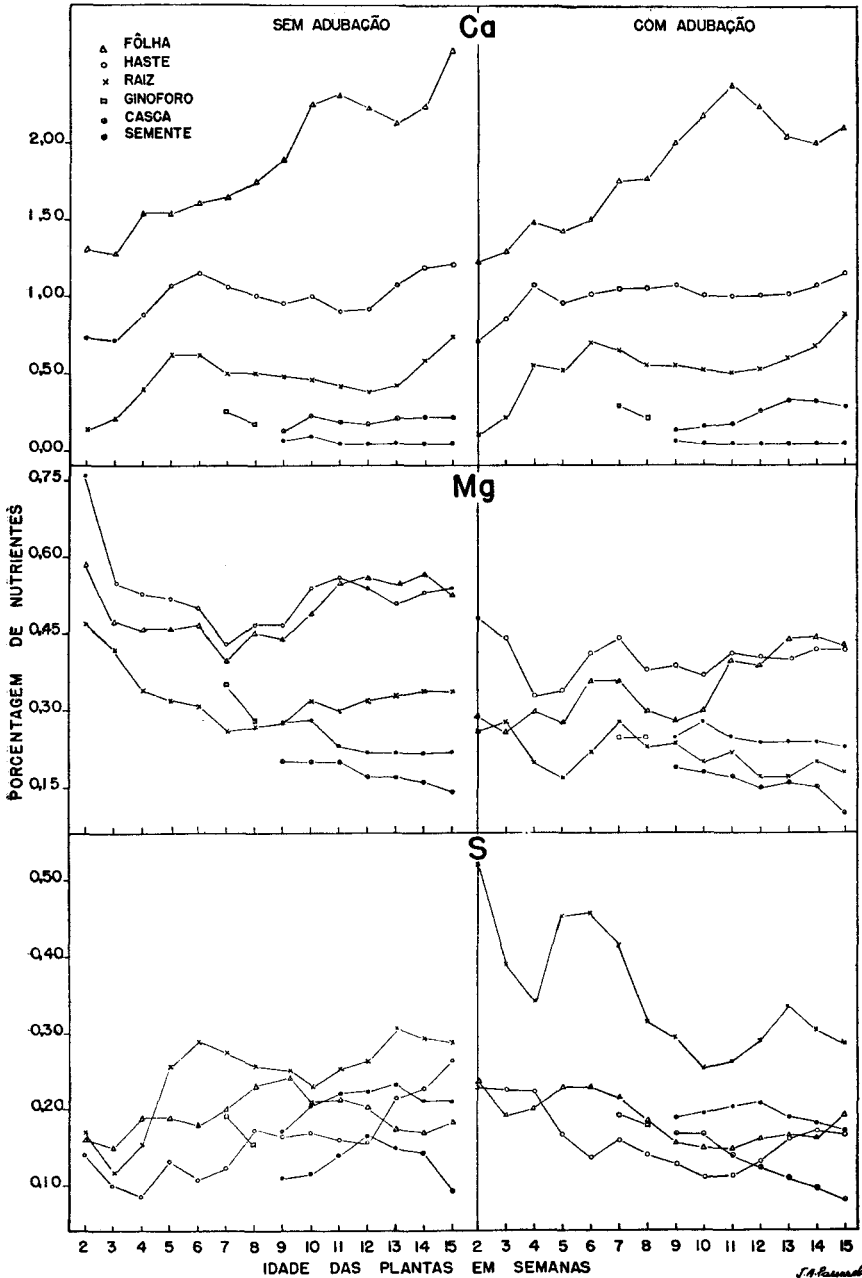 SEM ADUBAÇÃO
Ca
COM ADUBAÇÃO
FÔLHA
HASTE
RAIZ
GINOFORO
CASCA
SEMENTE
2,00
1,50
1,00
0,50
0,00
Mg
0,75
0,60
0,45
0,30
0,15
S
0,50
0,40
0,30
0,20
0,10
PORCENTAGEM DE NUTRIENTES
2 3 4 5 6 7 8 9 10 11 12 13 14 15 2 3 4 5 6 7 8 9 10 11 12 13 14 15
IDADE DAS PLANTAS EM SEMANAS